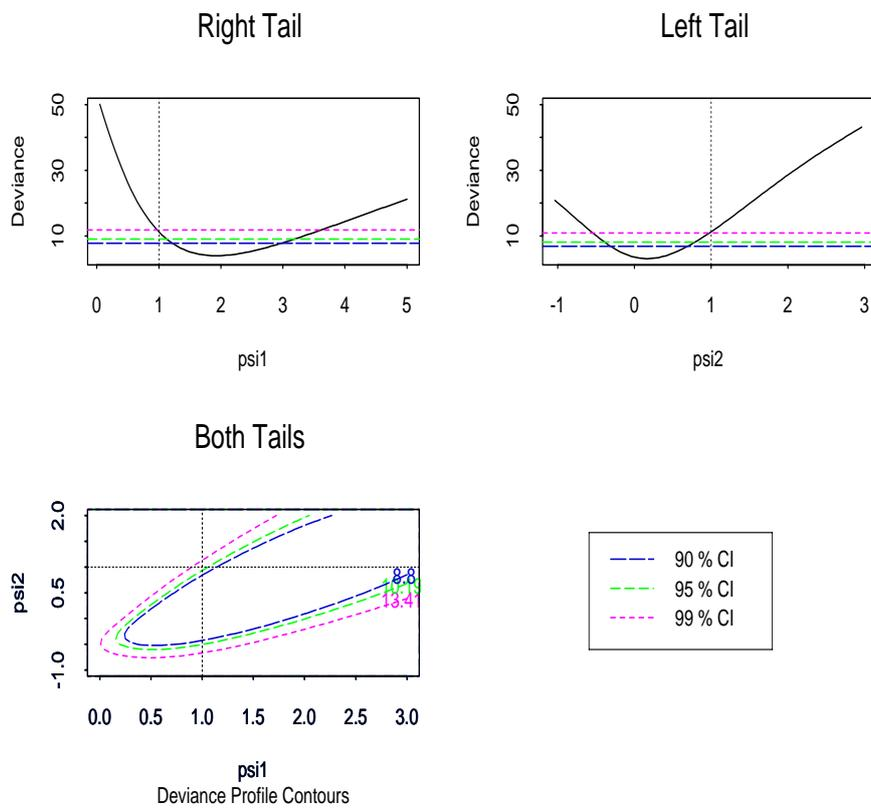 Right Tail
Left Tail
Deviance
50
30
10
0 1 2 3 4 5
psi1
Deviance
50
30
10
-1 0 1 2 3
psi2
Both Tails
psi2
2.0
0.5
-1.0
8.8
13.41
0.0 0.5 1.0 1.5 2.0 2.5 3.0
psi1
Deviance Profile Contours
90 % CI
95 % CI
99 % CI